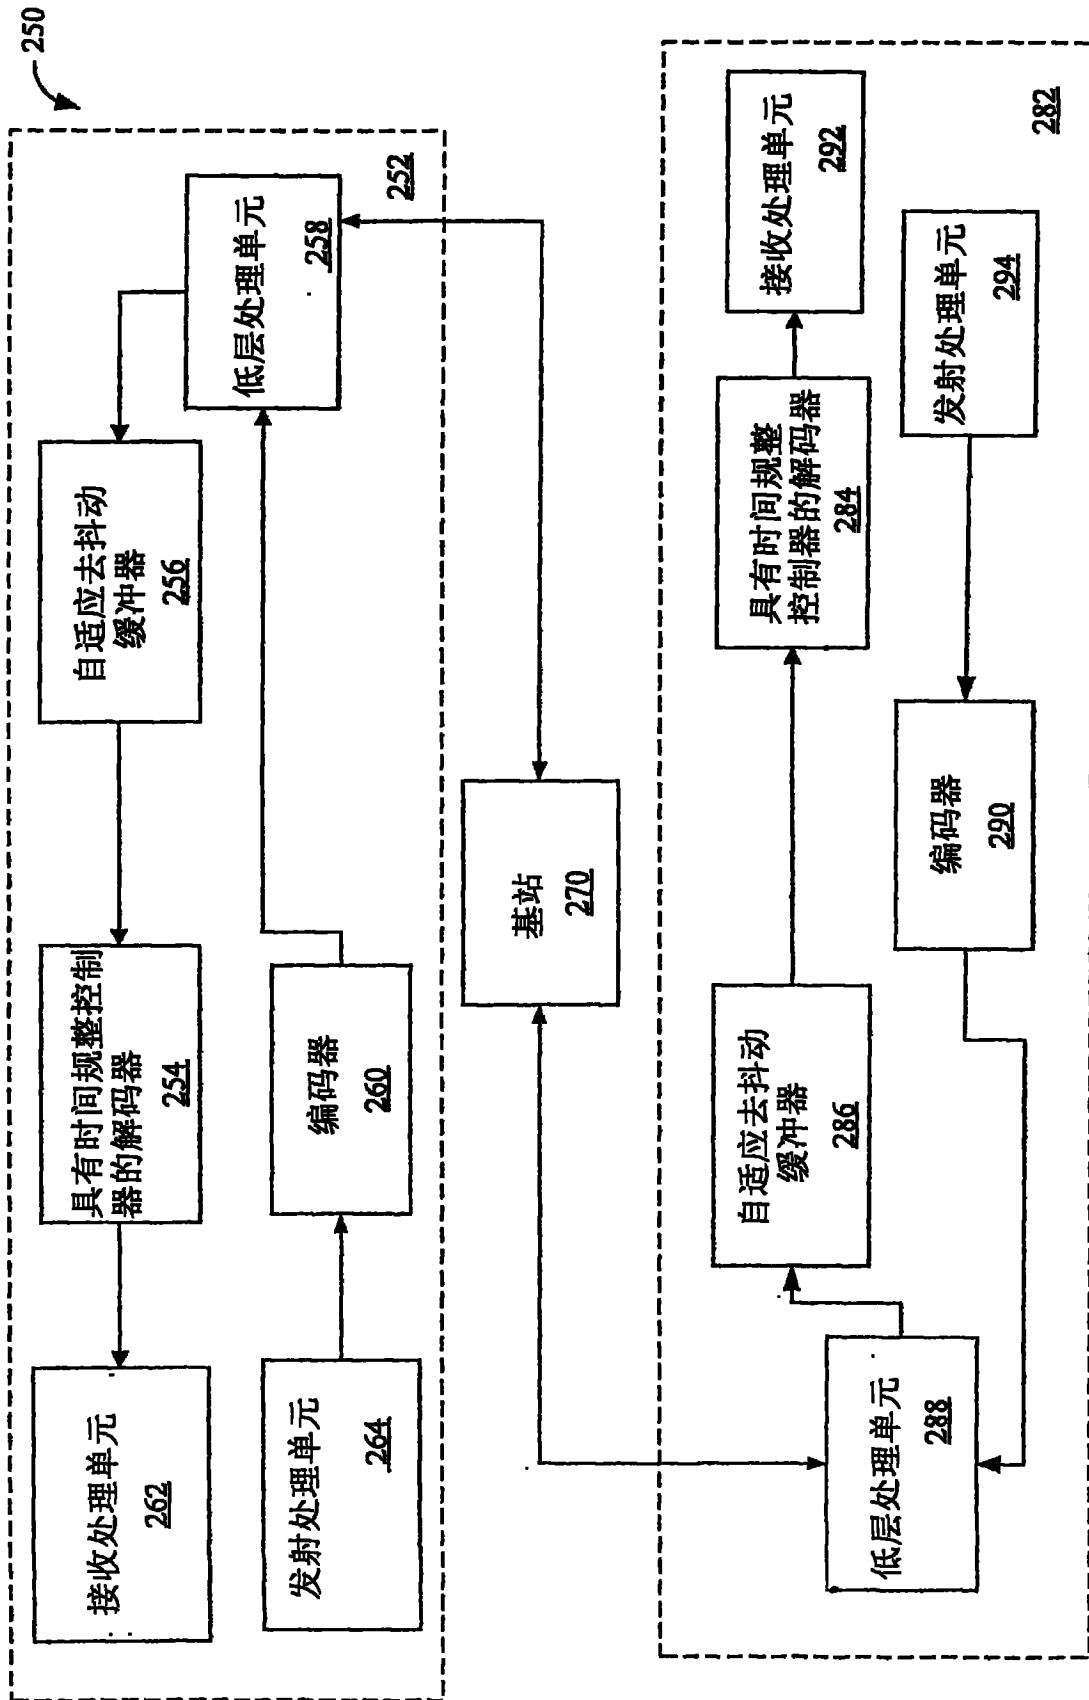 250
接收处理单元
262
具有时间规整控制
器的解码器
254
自适应去抖动
缓冲器
256
低层处理单元
258
252
发射处理单元
264
编码器
260
基站
270
低层处理单元
288
自适应去抖动
缓冲器
286
具有时间规整
控制器的解码器
284
接收处理单元
292
编码器
290
发射处理单元
294
282